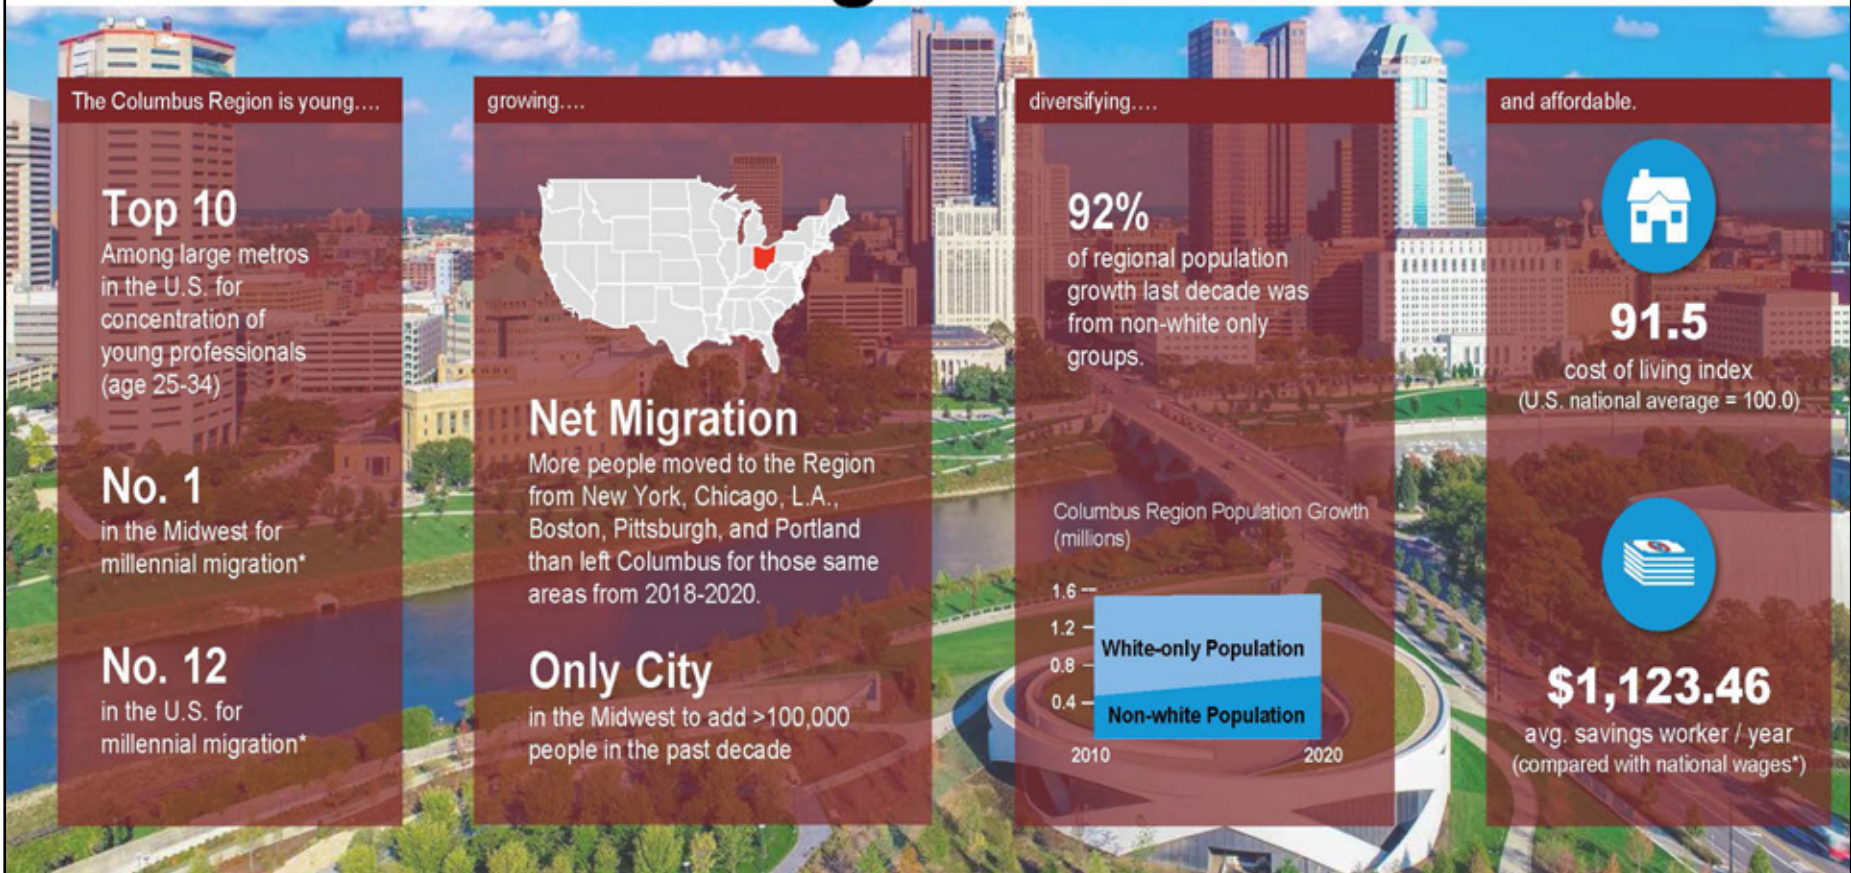 The Columbus Region is young....
Top 10
Among large metros
in the U.S. for
concentration of
young professionals
(age 25-34)
No. 1
in the Midwest for
millennial migration*
No. 12
in the U.S. for
millennial migration*
growing....
Net Migration
More people moved to the Region
from New York, Chicago, L.A.,
Boston, Pittsburgh, and Portland
than left Columbus for those same
areas from 2018-2020.
Only City
in the Midwest to add >100,000
people in the past decade
diversifying....
92%
of regional population
growth last decade was
from non-white only
groups.
Columbus Region Population Growth
(millions)
1.6
1.2
0.8
0.4
White-only Population
Non-white Population
2010
2020
and affordable.
91.5
cost of living index
(U.S. national average = 100.0)
$1,123.46
avg. savings worker / year
(compared with national wages*)